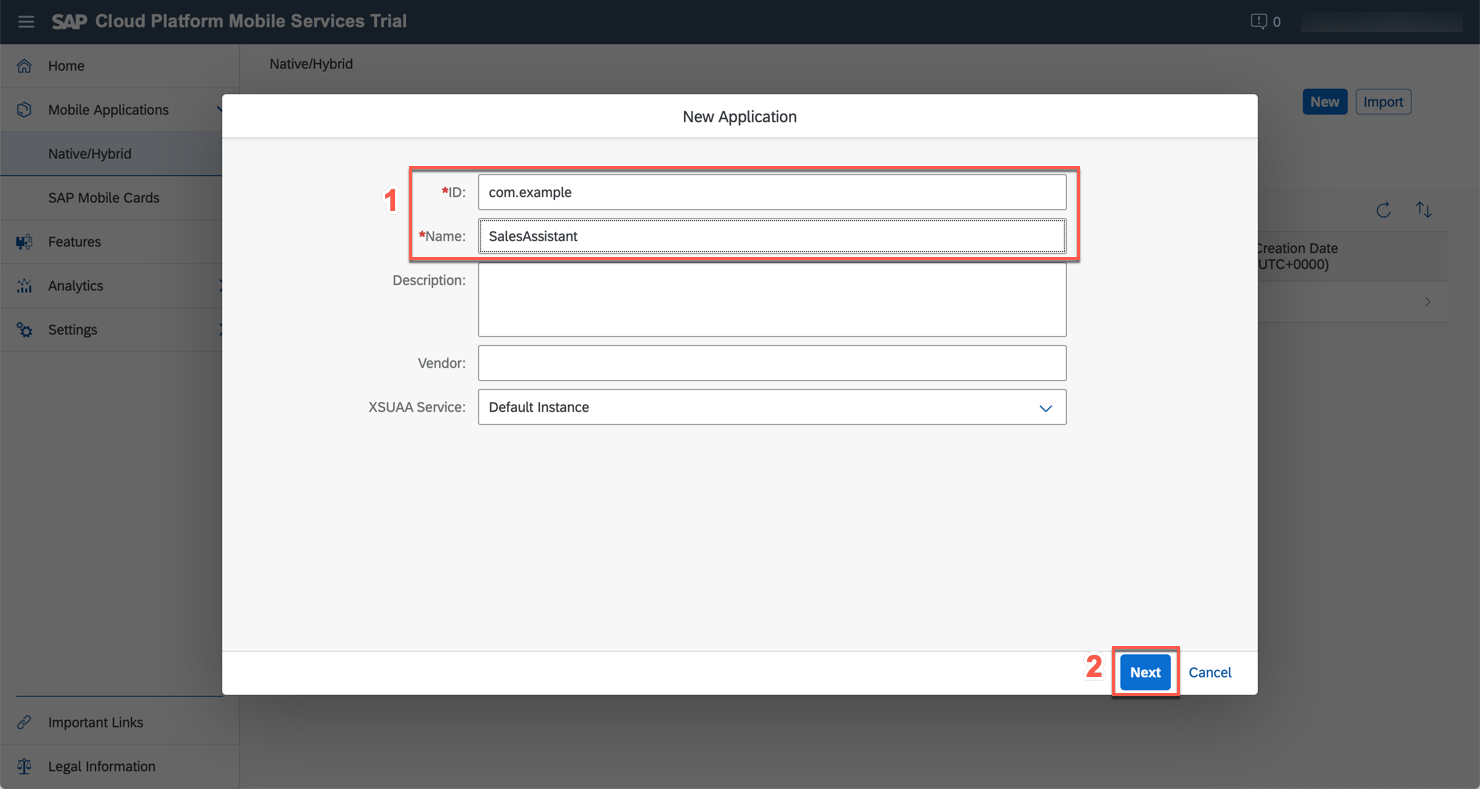 SAP Cloud Platform Mobile Services Trial
0
Home
Native/Hybrid
Mobile Applications
New
Import
New Application
Native/Hybrid
1
*ID:
com.example
SAP Mobile Cards
*Name:
SalesAssistant
Features
Creation Date
UTC+0000)
Description:
Analytics
Settings
Vendor:
XSUAA Service:
Default Instance
2
Next
Cancel
Important Links
Legal Information